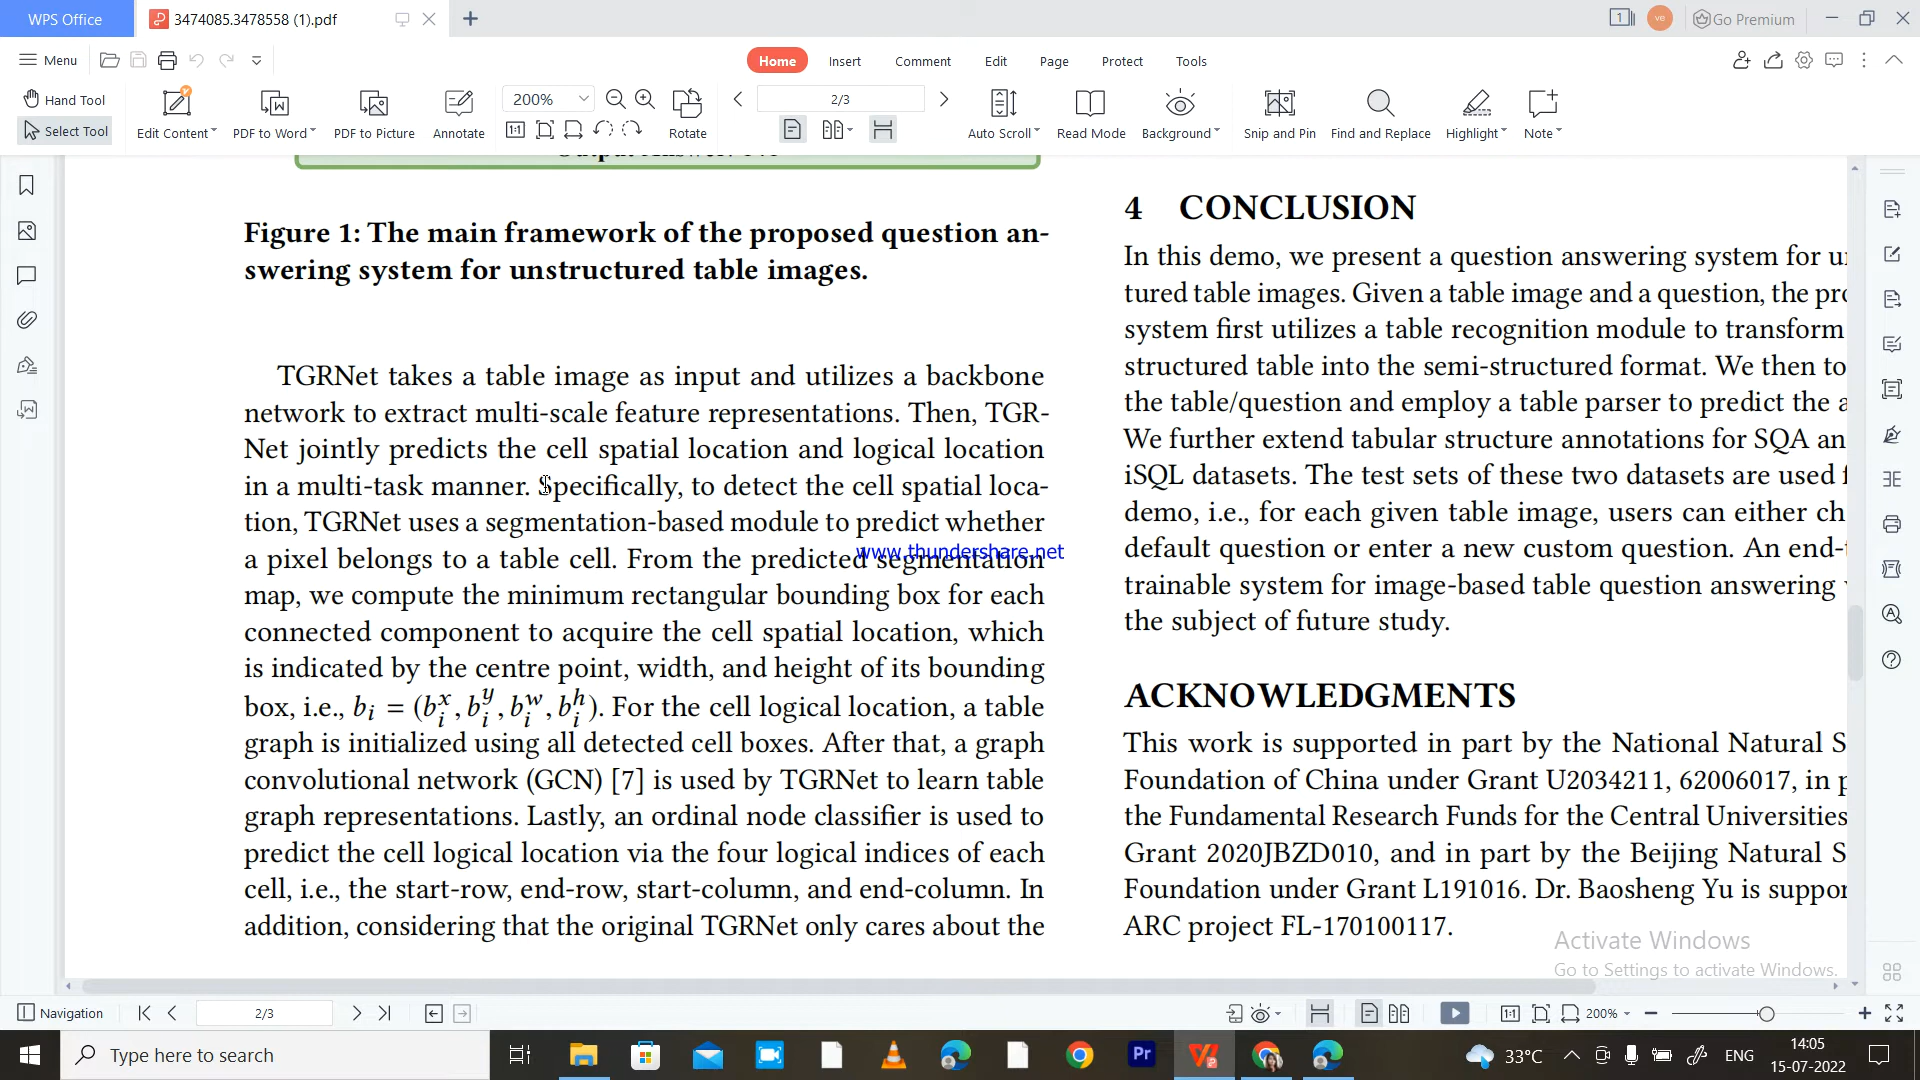 WPS Office
3474085.3478558 (1).pdf
1
VB
Go Premium
Menu
Home
Insert
Comment
Edit
Page
Protect
Tools
Hand Tool
Select Tool
Edit Content
PDF to Word
PDF to Picture
Annotate
200%
1:1
Rotate
2/3
Auto Scroll
Read Mode
Background
Snip and Pin
Find and Replace
Highlight
Note
Figure 1: The main framework of the proposed question an-
swering system for unstructured table images.
TGRNet takes a table image as input and utilizes a backbone
network to extract multi-scale feature representations. Then, TGR-
Net jointly predicts the cell spatial location and logical location
in a multi-task manner. Specifically, to detect the cell spatial loca-
tion, TGRNet uses a segmentation-based module to predict whether
a pixel belongs to a table cell. From the predicted segmentation
map, we compute the minimum rectangular bounding box for each
connected component to acquire the cell spatial location, which
is indicated by the centre point, width, and height of its bounding
box, i.e., b_i = (b_i^x, b_i^y, b_i^w, b_i^h). For the cell logical location, a table
graph is initialized using all detected cell boxes. After that, a graph
convolutional network (GCN) [7] is used by TGRNet to learn table
graph representations. Lastly, an ordinal node classifier is used to
predict the cell logical location via the four logical indices of each
cell, i.e., the start-row, end-row, start-column, and end-column. In
addition, considering that the original TGRNet only cares about the
www.thundershare.net
4 CONCLUSION
In this demo, we present a question answering system for
tured table images. Given a table image and a question, the
system first utilizes a table recognition module to transform
structured table into the semi-structured format. We then to
the table/question and employ a table parser to predict the
We further extend tabular structure annotations for SQA
iSQL datasets. The test sets of these two datasets are used
demo, i.e., for each given table image, users can either
default question or enter a new custom question. An end-
trainable system for image-based table question answering
the subject of future study.
ACKNOWLEDGMENTS
This work is supported in part by the National Natural S
Foundation of China under Grant U2034211, 62006017, in
the Fundamental Research Funds for the Central Universities
Grant 2020JBZD010, and in part by the Beijing Natural S
Foundation under Grant L191016. Dr. Baosheng Yu is
ARC project FL-170100117.
Activate Windows
Go to Settings to activate Windows.
Navigation
2/3
1:1
200%
Type here to search
Pr
33°C
ENG
14:05
15-07-2022